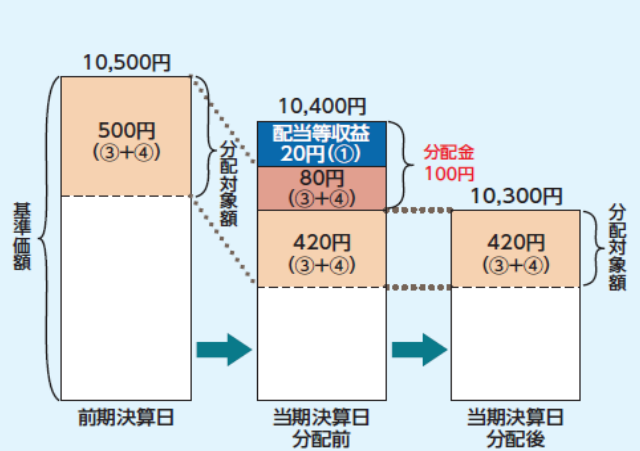 10,500円
500円
(③+④)
分配対象額
基準価額
前期決算日
10,400円
配当等収益
20円(①)
80円
(③+④)
420円
(③+④)
分配金
100円
当期決算日
分配前
10,300円
420円
(③+④)
分配対象額
当期決算日
分配後